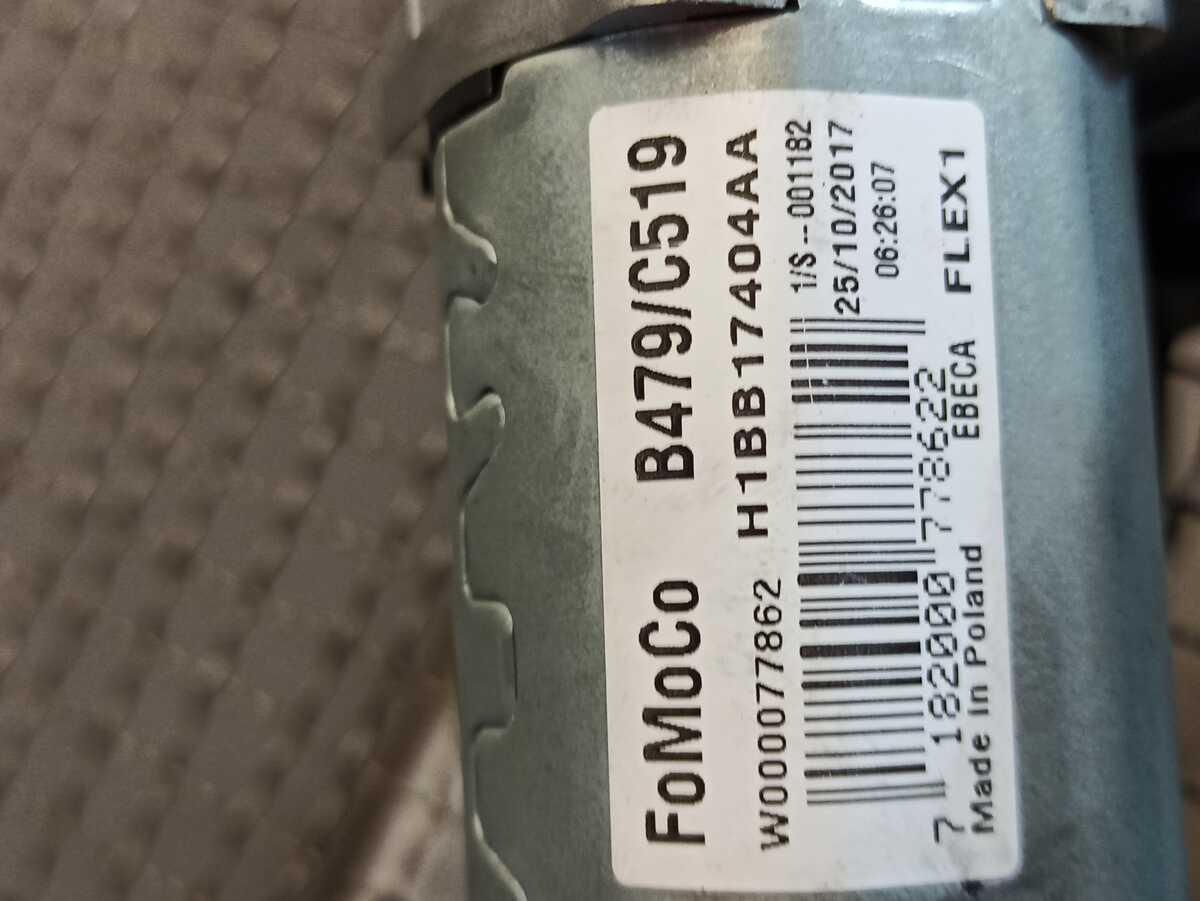 FoMoCo B479/C519
W000077862 H1BB17404AA
1/S--001182
25/10/2017
06:26:07
7 182000 778622
EBECA FLEX1
Made in Poland